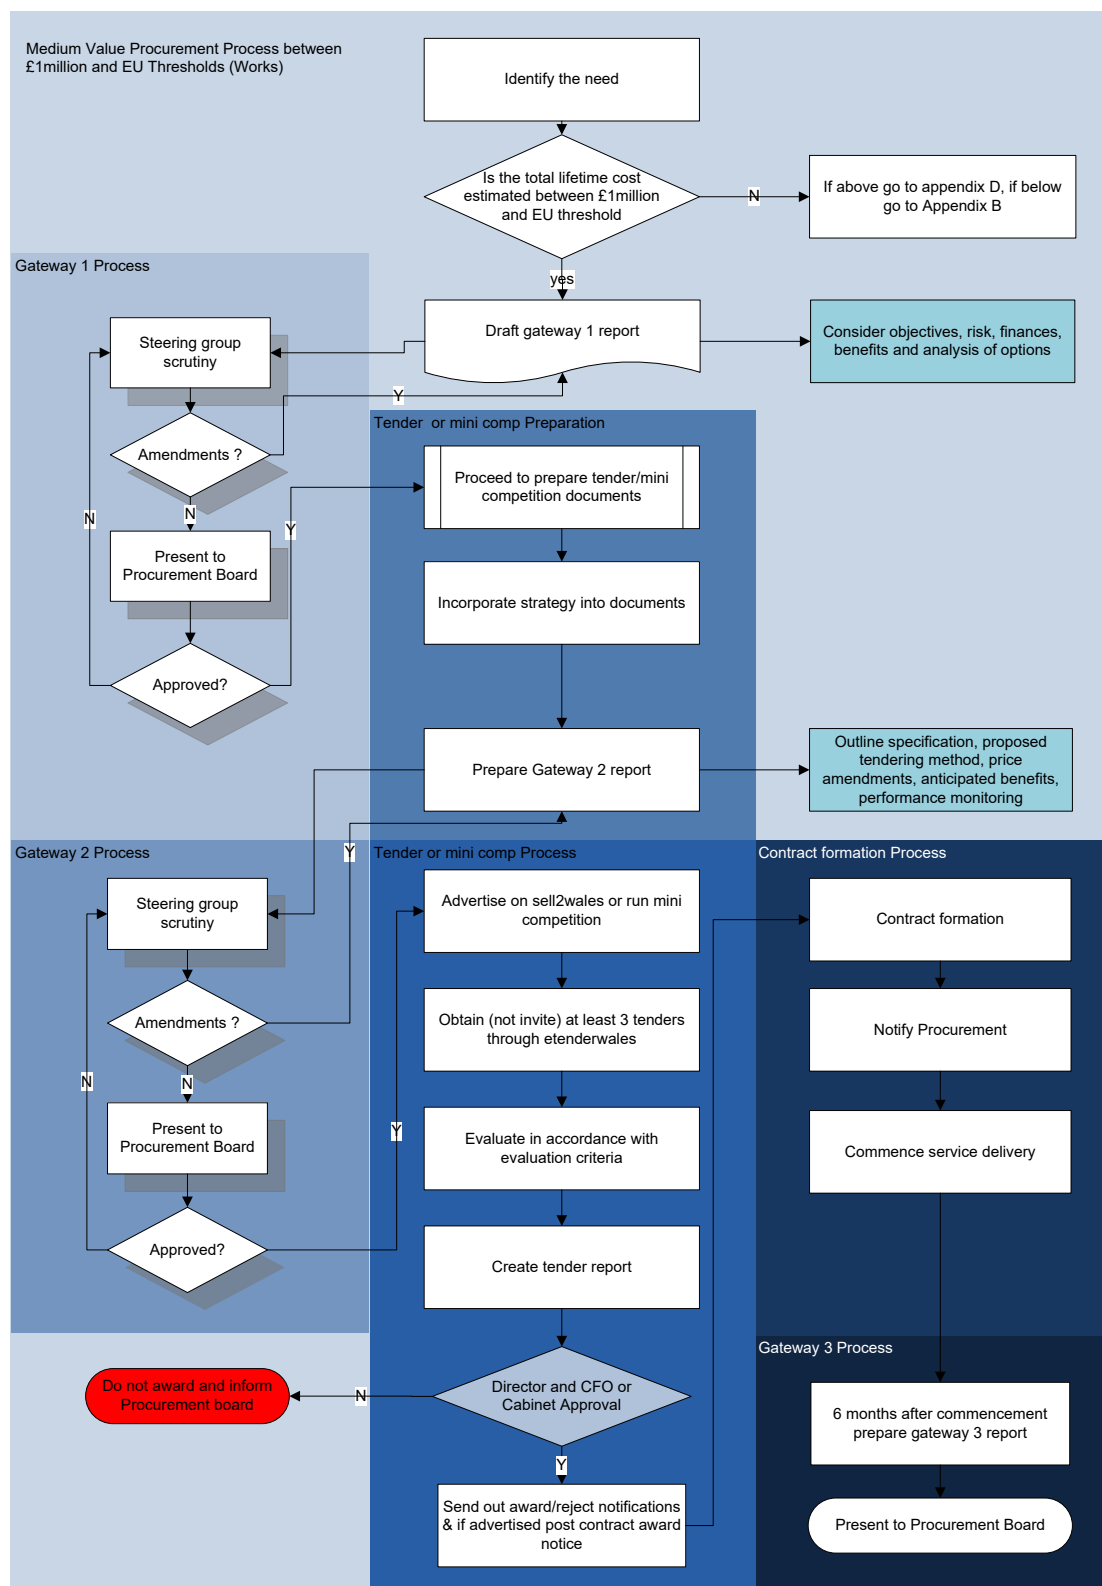 Medium Value Procurement Process between
£1million and EU Thresholds (Works)
Identify the need
Is the total lifetime cost
estimated between £1million
and EU threshold
N
If above go to appendix D, if below
go to Appendix B
yes
Gateway 1 Process
Steering group
scrutiny
Draft gateway 1 report
Consider objectives, risk, finances,
benefits and analysis of options
Y
Amendments ?
N
Present to
Procurement Board
N
Y
Approved?
Tender  or mini comp Preparation
Proceed to prepare tender/mini
competition documents
Incorporate strategy into documents
Prepare Gateway 2 report
Outline specification, proposed
tendering method, price
amendments, anticipated benefits,
performance monitoring
Gateway 2 Process
Y
Steering group
scrutiny
Amendments ?
N
N
Present to
Procurement Board
Y
Approved?
Tender or mini comp Process
Advertise on sell2wales or run mini
competition
Obtain (not invite) at least 3 tenders
through etenderwales
Evaluate in accordance with
evaluation criteria
Create tender report
Director and CFO or
Cabinet Approval
N
Do not award and inform
Procurement board
Y
Send out award/reject notifications
& if advertised post contract award
notice
Contract formation Process
Contract formation
Notify Procurement
Commence service delivery
Gateway 3 Process
6 months after commencement
prepare gateway 3 report
Present to Procurement Board